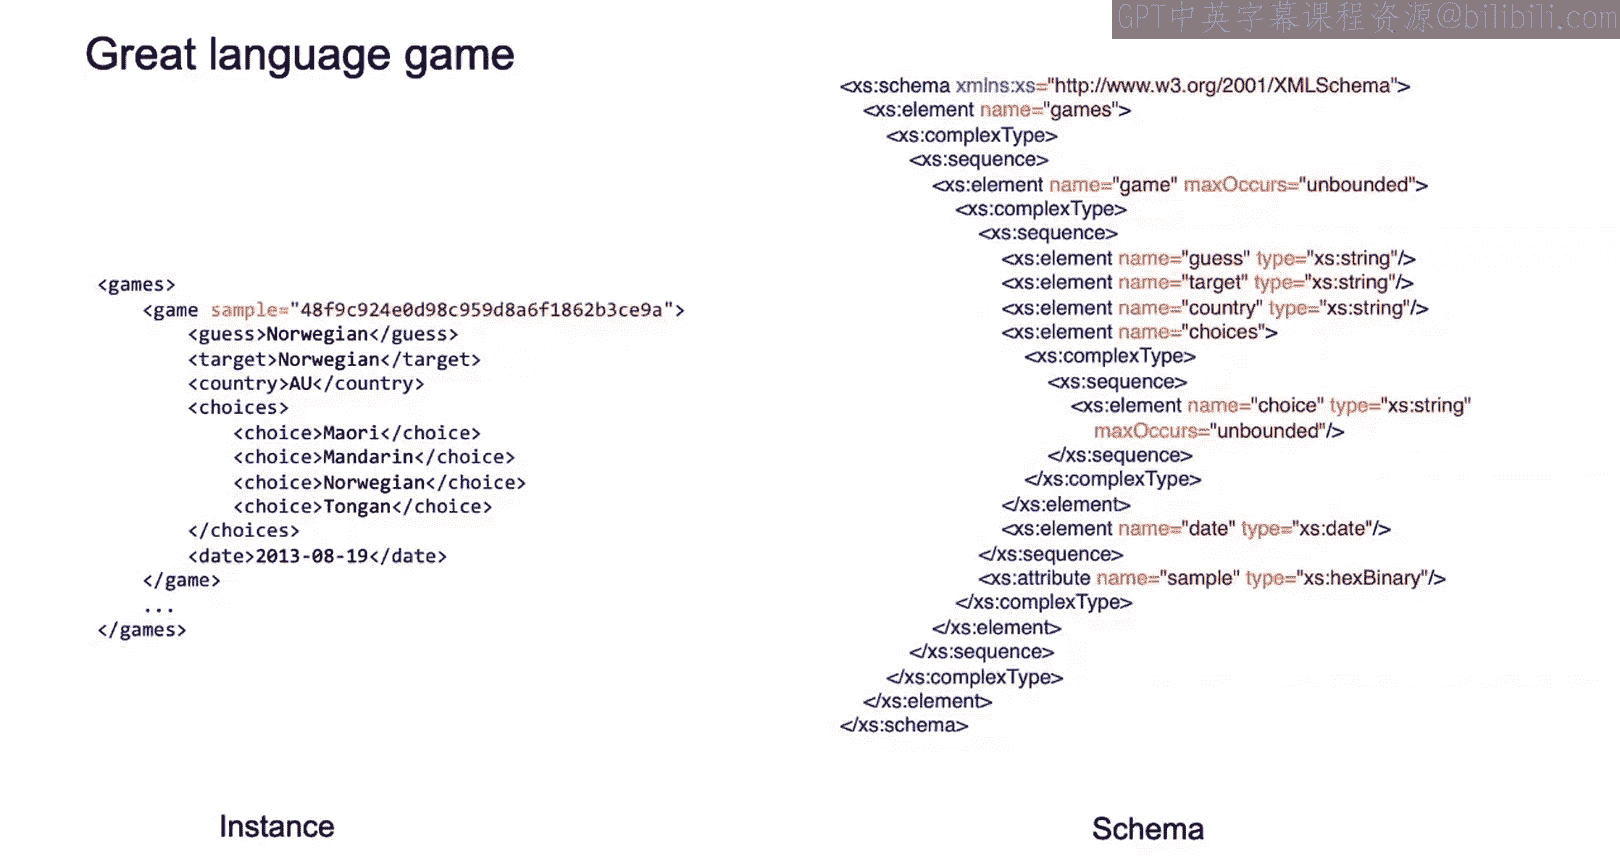 GPT中英字幕课程资源@bilibili.com
Great language game
<games>
<game sample="48f9c924e0d98c959d8a6f1862b3ce9a">
<guess>Norwegian</guess>
<target>Norwegian</target>
<country>AU</country>
<choices>
<choice>Maori</choice>
<choice>Mandarin</choice>
<choice>Norwegian</choice>
<choice>Tongan</choice>
</choices>
<date>2013-08-19</date>
</game>
...
</games>
Instance
<xs:schema xmlns:xs="http://www.w3.org/2001/XMLSchema">
<xs:element name="games">
<xs:complexType>
<xs:sequence>
<xs:element name="game" maxOccurs="unbounded">
<xs:complexType>
<xs:sequence>
<xs:element name="guess" type="xs:string"/>
<xs:element name="target" type="xs:string"/>
<xs:element name="country" type="xs:string"/>
<xs:element name="choices">
<xs:complexType>
<xs:sequence>
<xs:element name="choice" type="xs:string"
maxOccurs="unbounded"/>
</xs:sequence>
</xs:complexType>
</xs:element>
<xs:element name="date" type="xs:date"/>
</xs:sequence>
<xs:attribute name="sample" type="xs:hexBinary"/>
</xs:complexType>
</xs:element>
</xs:sequence>
</xs:complexType>
</xs:element>
</xs:schema>
Schema